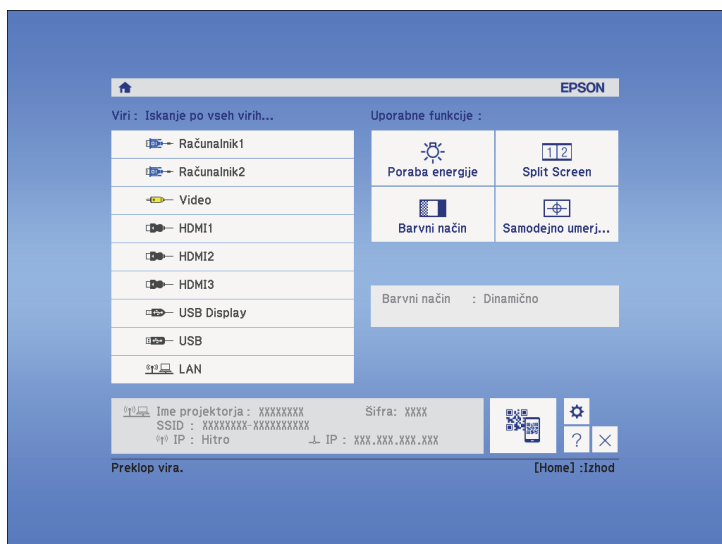 EPSON
Viri : Iskanje po vseh virih...
Računalnik1
Računalnik2
Video
HDMI1
HDMI2
HDMI3
USB Display
USB
LAN
Uporabne funkcije :
Poraba energije
1 2
Split Screen
Barvni način
Samodejno umerj...
Barvni način : Dinamično
Ime projektorja : XXXXXXXX Šifra: XXXX
SSID : XXXXXXXX-XXXXXXXXXX
IP : Hitro IP : XXX.XXX.XXX.XXX
?
Preklop vira.
[Home] :Izhod